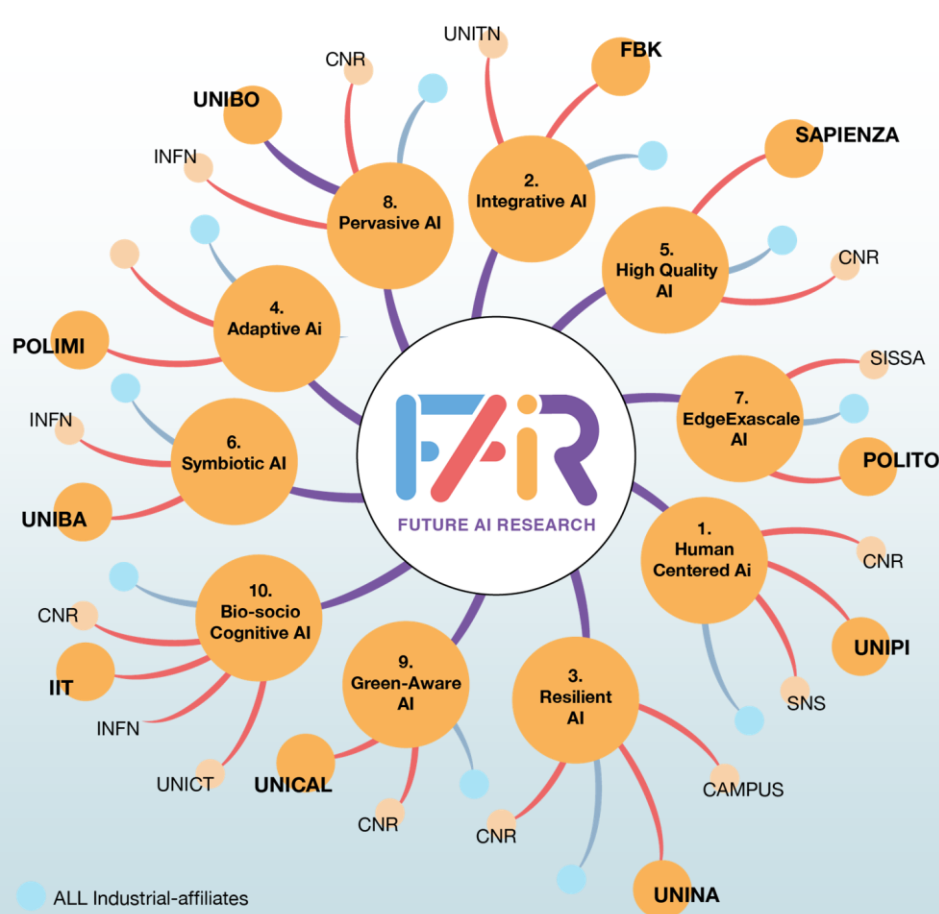 UNITN
FBK
CNR
UNIBO
SAPIENZA
INFN
2.
Integrative AI
8.
Pervasive AI
5.
High Quality
AI
CNR
4.
Adaptive Ai
POLIMI
SISSA
7.
EdgeExascale
AI
INFN
6.
Symbiotic AI
POLITO
FAiR
FUTURE AI RESEARCH
UNIBA
1.
Human
Centered Ai
CNR
10.
Bio-socio
Cognitive AI
CNR
UNIPI
IIT
9.
Green-Aware
AI
3.
Resilient
AI
SNS
INFN
UNICT
UNICAL
CAMPUS
CNR
CNR
UNINA
ALL Industrial-affiliates